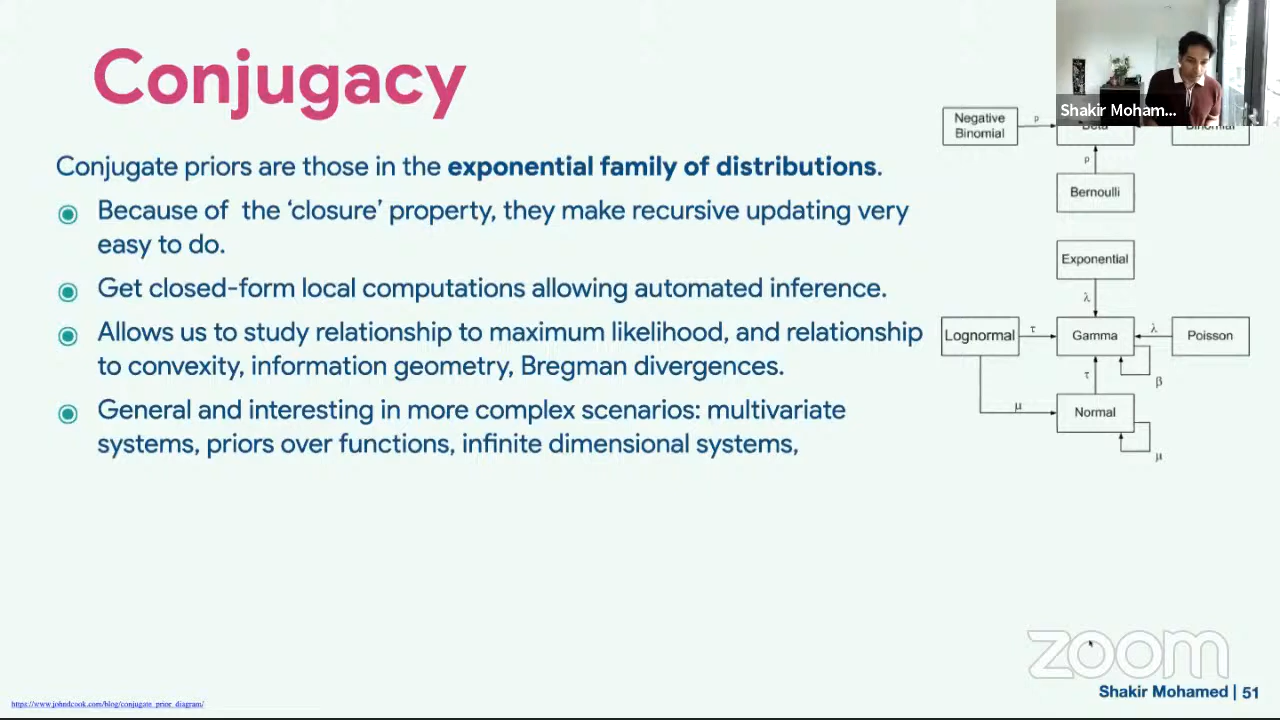 Conjugacy
Shakir Moham...
Conjugate priors are those in the exponential family of distributions.
Because of the ‘closure’ property, they make recursive updating very
easy to do.
Get closed-form local computations allowing automated inference.
Allows us to study relationship to maximum likelihood, and relationship
to convexity, information geometry, Bregman divergences.
General and interesting in more complex scenarios: multivariate
systems, priors over functions, infinite dimensional systems,
Negative
Binomial
p
Beta
Binomial
p
Bernoulli
Exponential
λ
Lognormal
τ
Gamma
λ
Poisson
β
τ
μ
Normal
μ
zoom
Shakir Mohamed | 51
https://www.johndcook.com/blog/conjugate_prior_diagram/